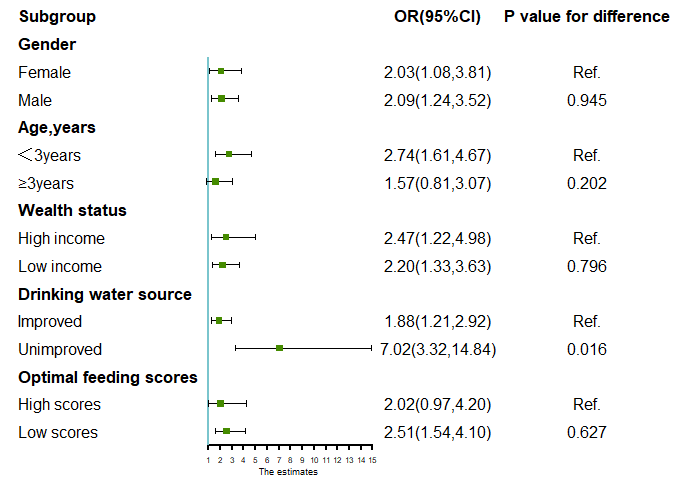 Subgroup OR(95%CI) P value for difference
Gender
Female 2.03(1.08,3.81) Ref.
Male 2.09(1.24,3.52) 0.945
Age,years
＜3years 2.74(1.61,4.67) Ref.
≥3years 1.57(0.81,3.07) 0.202
Wealth status
High income 2.47(1.22,4.98) Ref.
Low income 2.20(1.33,3.63) 0.796
Drinking water source
Improved 1.88(1.21,2.92) Ref.
Unimproved 7.02(3.32,14.84) 0.016
Optimal feeding scores
High scores 2.02(0.97,4.20) Ref.
Low scores 2.51(1.54,4.10) 0.627
1 2 3 4 5 6 7 8 9 10 11 12 13 14 15
The estimates